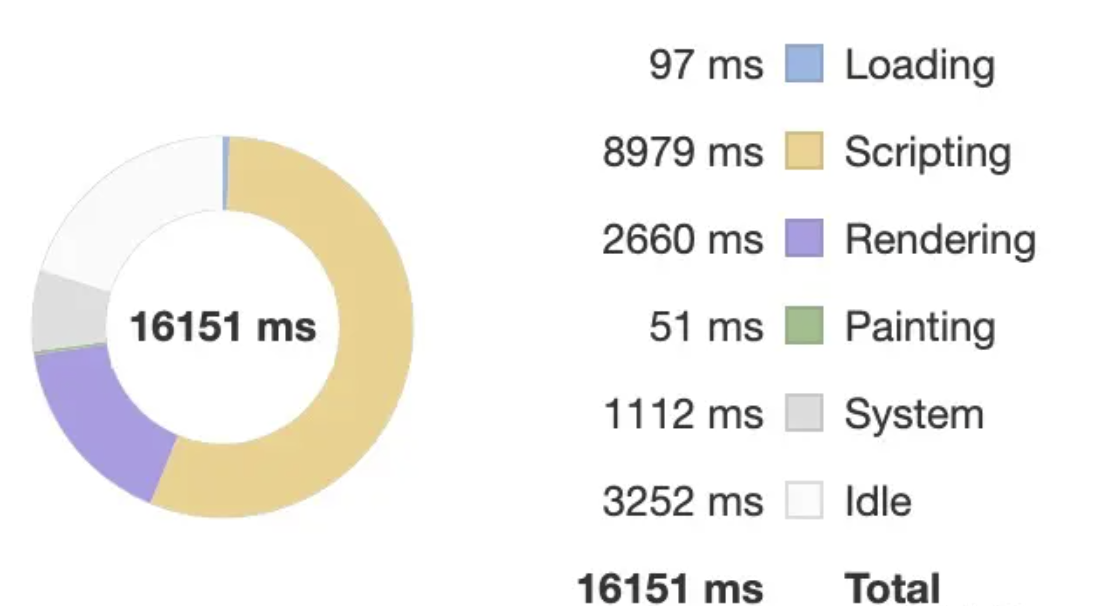 97 ms Loading
8979 ms Scripting
2660 ms Rendering
16151 ms
51 ms Painting
1112 ms System
3252 ms Idle
16151 ms Total